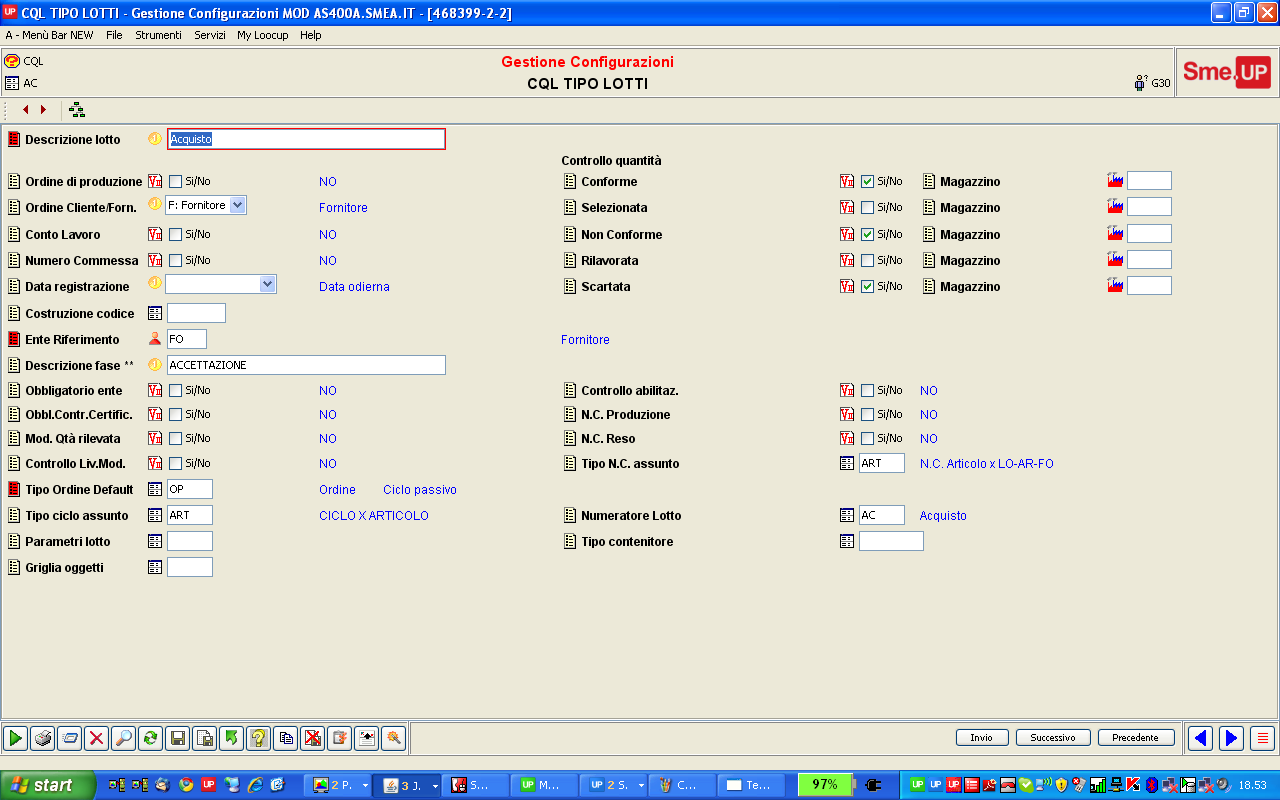 CQL TIPO LOTTI - Gestione Configurazioni MOD AS400A.SMEA.IT - [468399-2-2]
A - Menù Bar NEW File Strumenti Servizi My Loocup Help
CQL
Gestione Configurazioni
AC
CQL TIPO LOTTI
G30
Sme.UP
Descrizione lotto Acquisto
Controllo quantità
Ordine di produzione Si/No NO Conforme Si/No Magazzino
Ordine Cliente/Forn. F: Fornitore Fornitore Selezionata Si/No Magazzino
Conto Lavoro Si/No NO Non Conforme Si/No Magazzino
Numero Commessa Si/No NO Rilavorata Si/No Magazzino
Data registrazione Data odierna Scartata Si/No Magazzino
Costruzione codice
Ente Riferimento FO Fornitore
Descrizione fase ** ACCETTAZIONE
Obbligatorio ente Si/No NO Controllo abilitaz. Si/No NO
Obbl.Contr.Certific. Si/No NO N.C. Produzione Si/No NO
Mod. Qtà rilevata Si/No NO N.C. Reso Si/No NO
Controllo Liv.Mod. Si/No NO Tipo N.C. assunto ART N.C. Articolo x LO-AR-FO
Tipo Ordine Default OP Ordine Ciclo passivo
Tipo ciclo assunto ART CICLO X ARTICOLO Numeratore Lotto AC Acquisto
Parametri lotto Tipo contenitore
Griglia oggetti
Invio Successivo Precedente
start 2 P. 3 J. S... M... 2 S. C... Te... 97% 18.53